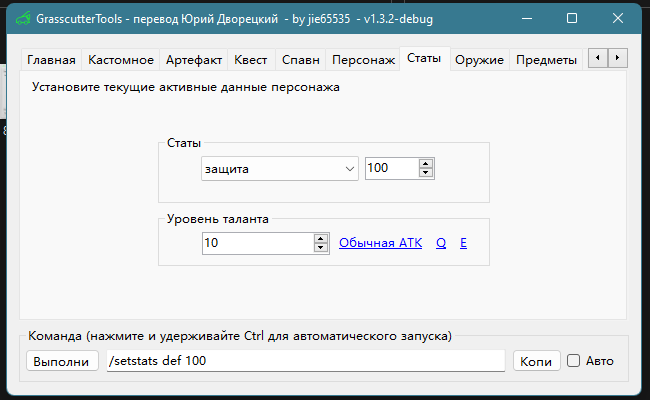 GrasscutterTools - перевод Юрий Дворецкий - by jie65535 - v1.3.2-debug
Главная Кастомное Артефакт Квест Спавн Персонаж Статы Оружие Предметы
Установите текущие активные данные персонажа
Статы
защита 100
Уровень таланта
10 Обычная АТК Q E
Команда (нажмите и удерживайте Ctrl для автоматического запуска)
Выполни /setstats def 100 Копи Авто